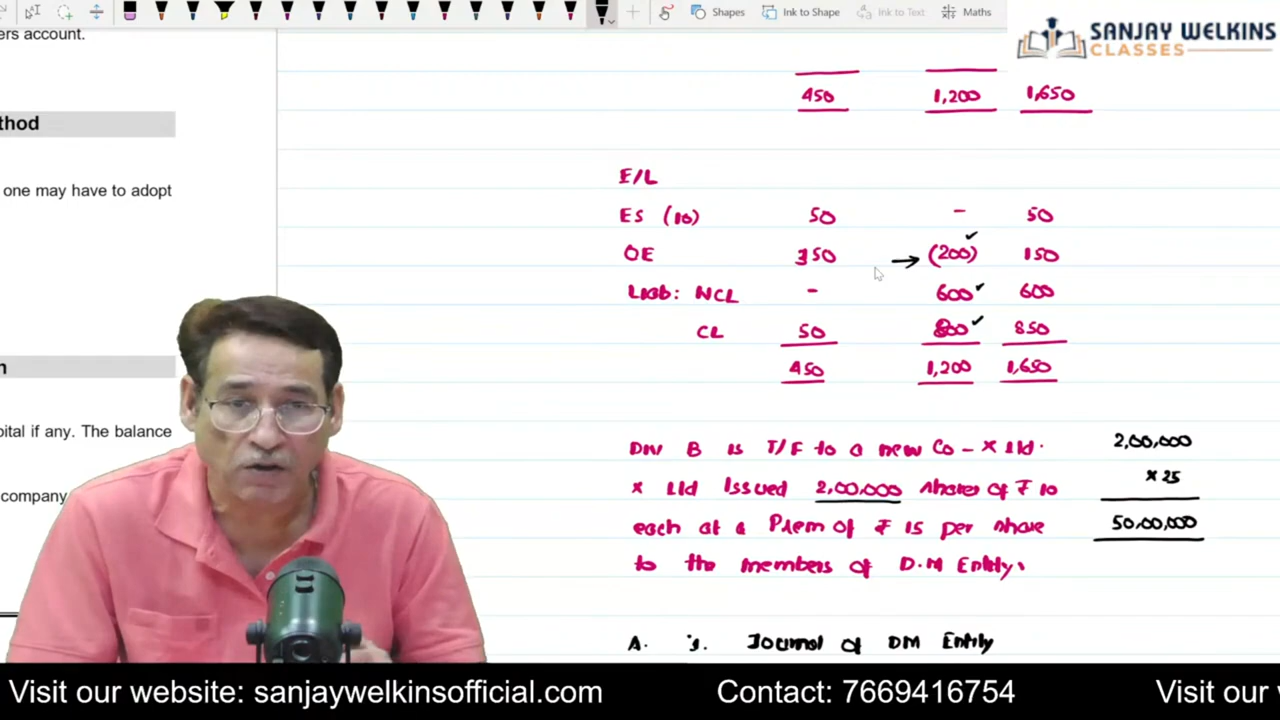 Shapes Ink to Shape Ink to Text Maths
SANJAY WELKINS
CLASSES
ers account.
450 1,200 1,650
thod
one may have to adopt
E/L
ES (10) 50 - 50
OE 350 → (200) 150
Liab: NCL - 600 600
n
CL 50 800 850
450 1,200 1,650
pital if any. The balance
Div B is T/F to a new Co - X Ltd. 2,00,000
X Ltd Issued 2,00,000 shares of ₹ 10 x 25
company
each at a Prem of ₹ 15 per share 50,00,000
to the members of D.M Entity.
A. Journal of DM Entity
Visit our website: sanjaywelkinsofficial.com Contact: 7669416754 Visit ou